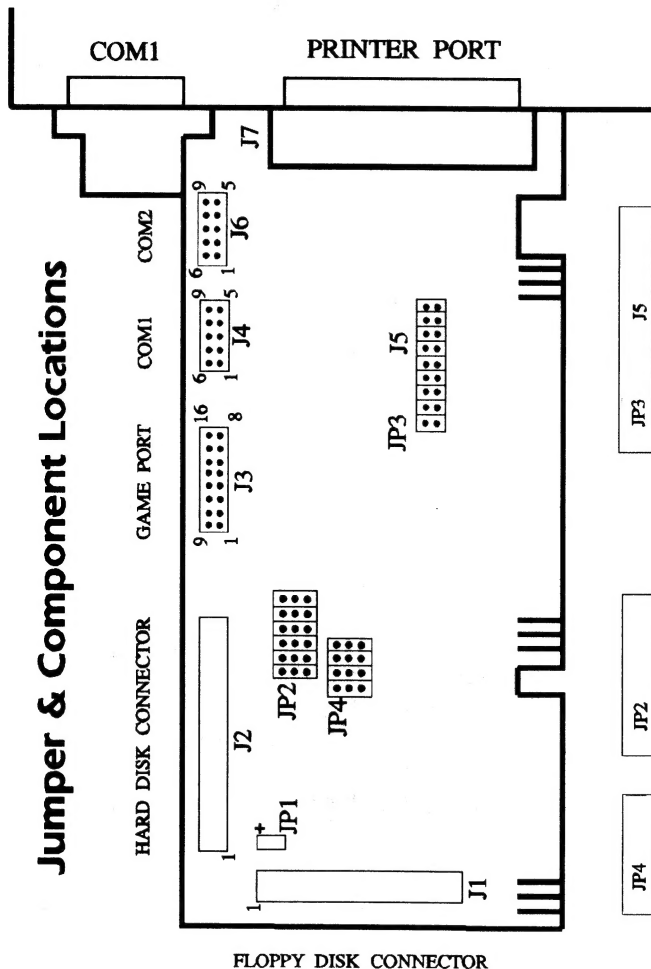 COM1
PRINTER PORT
Jumper & Component Locations
HARD DISK CONNECTOR
GAME PORT
COM1
COM2
J7
9
5
J6
6
1
9
5
J4
6
1
16
8
J3
9
1
J5
JP3
J2
1
JP2
JP4
+
JP1
1
J1
JP4
JP2
JP3
J5
FLOPPY DISK CONNECTOR